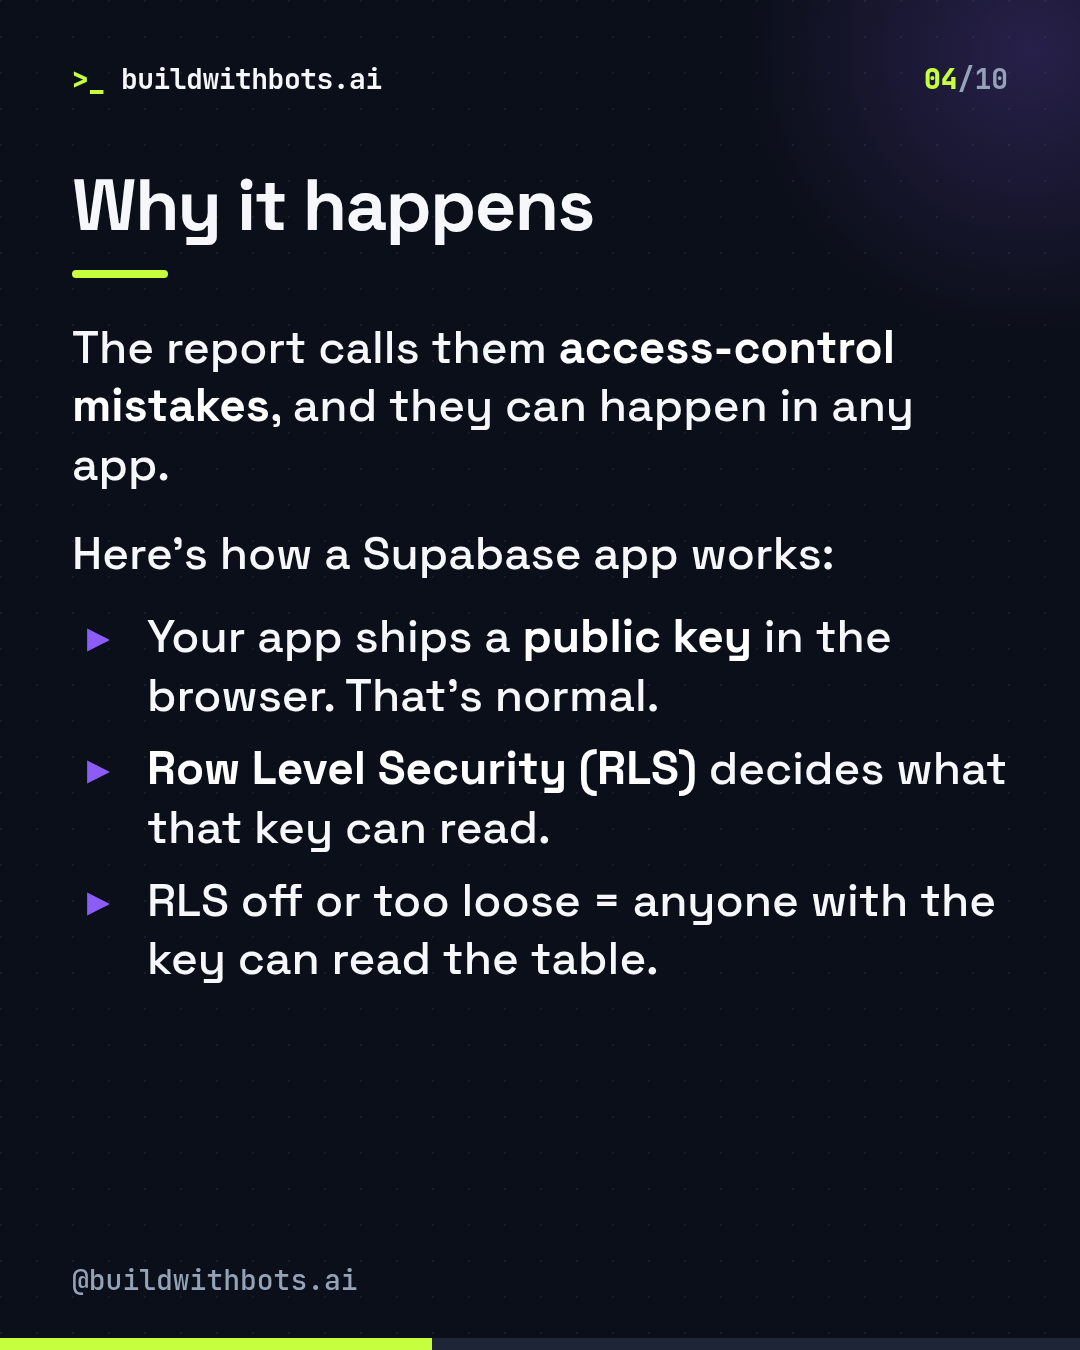 >_ buildwithbots.ai
04/10
Why it happens
The report calls them access-control
mistakes, and they can happen in any
app.
Here’s how a Supabase app works:
▶ Your app ships a public key in the
browser. That’s normal.
▶ Row Level Security (RLS) decides what
that key can read.
▶ RLS off or too loose = anyone with the
key can read the table.
@buildwithbots.ai